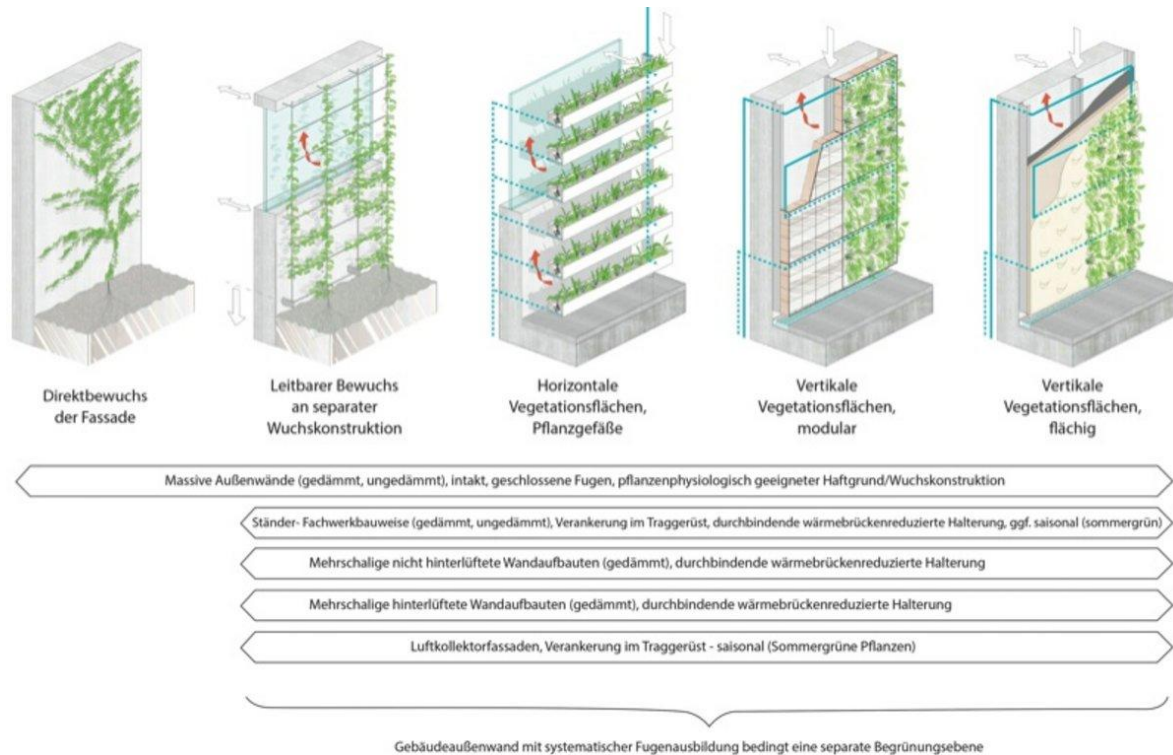 Direktbewuchs
der Fassade
Leitbarer Bewuchs
an separater
Wuchskonstruktion
Horizontale
Vegetationsflächen,
Pflanzgefäße
Vertikale
Vegetationsflächen,
modular
Vertikale
Vegetationsflächen,
flächig
Massive Außenwände (gedämmt, ungedämmt), intakt, geschlossene Fugen, pflanzenphysiologisch geeigneter Haftgrund/Wuchskonstruktion
Ständer- Fachwerkbauweise (gedämmt, ungedämmt), Verankerung im Traggerüst, durchbindende wärmebrückenreduzierte Halterung, ggf. saisonal (sommergrün)
Mehrschalige nicht hinterlüftete Wandaufbauten (gedämmt), durchbindende wärmebrückenreduzierte Halterung
Mehrschalige hinterlüftete Wandaufbauten (gedämmt), durchbindende wärmebrückenreduzierte Halterung
Luftkollektorfassaden, Verankerung im Traggerüst - saisonal (Sommergrüne Pflanzen)
Gebäudeaußenwand mit systematischer Fugenausbildung bedingt eine separate Begrünungsebene